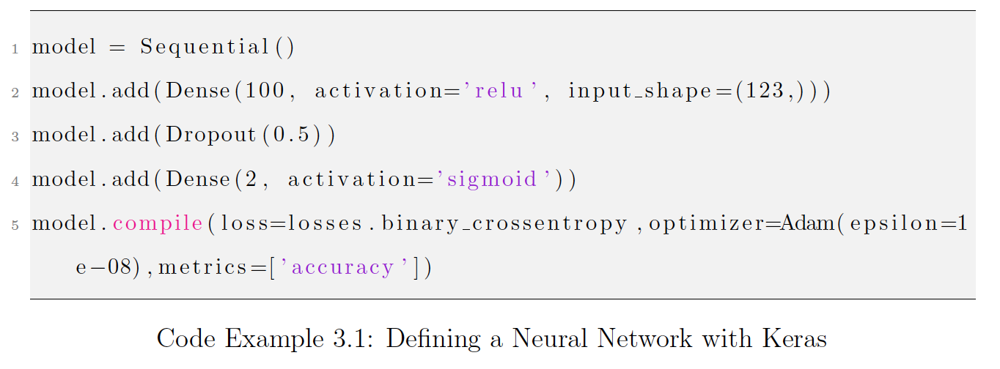 1 model = Sequential()
2 model.add(Dense(100, activation='relu', input_shape=(123,)))
3 model.add(Dropout(0.5))
4 model.add(Dense(2, activation='sigmoid'))
5 model.compile(loss=losses.binary_crossentropy,optimizer=Adam(epsilon=1
e-08),metrics=['accuracy'])
Code Example 3.1: Defining a Neural Network with Keras